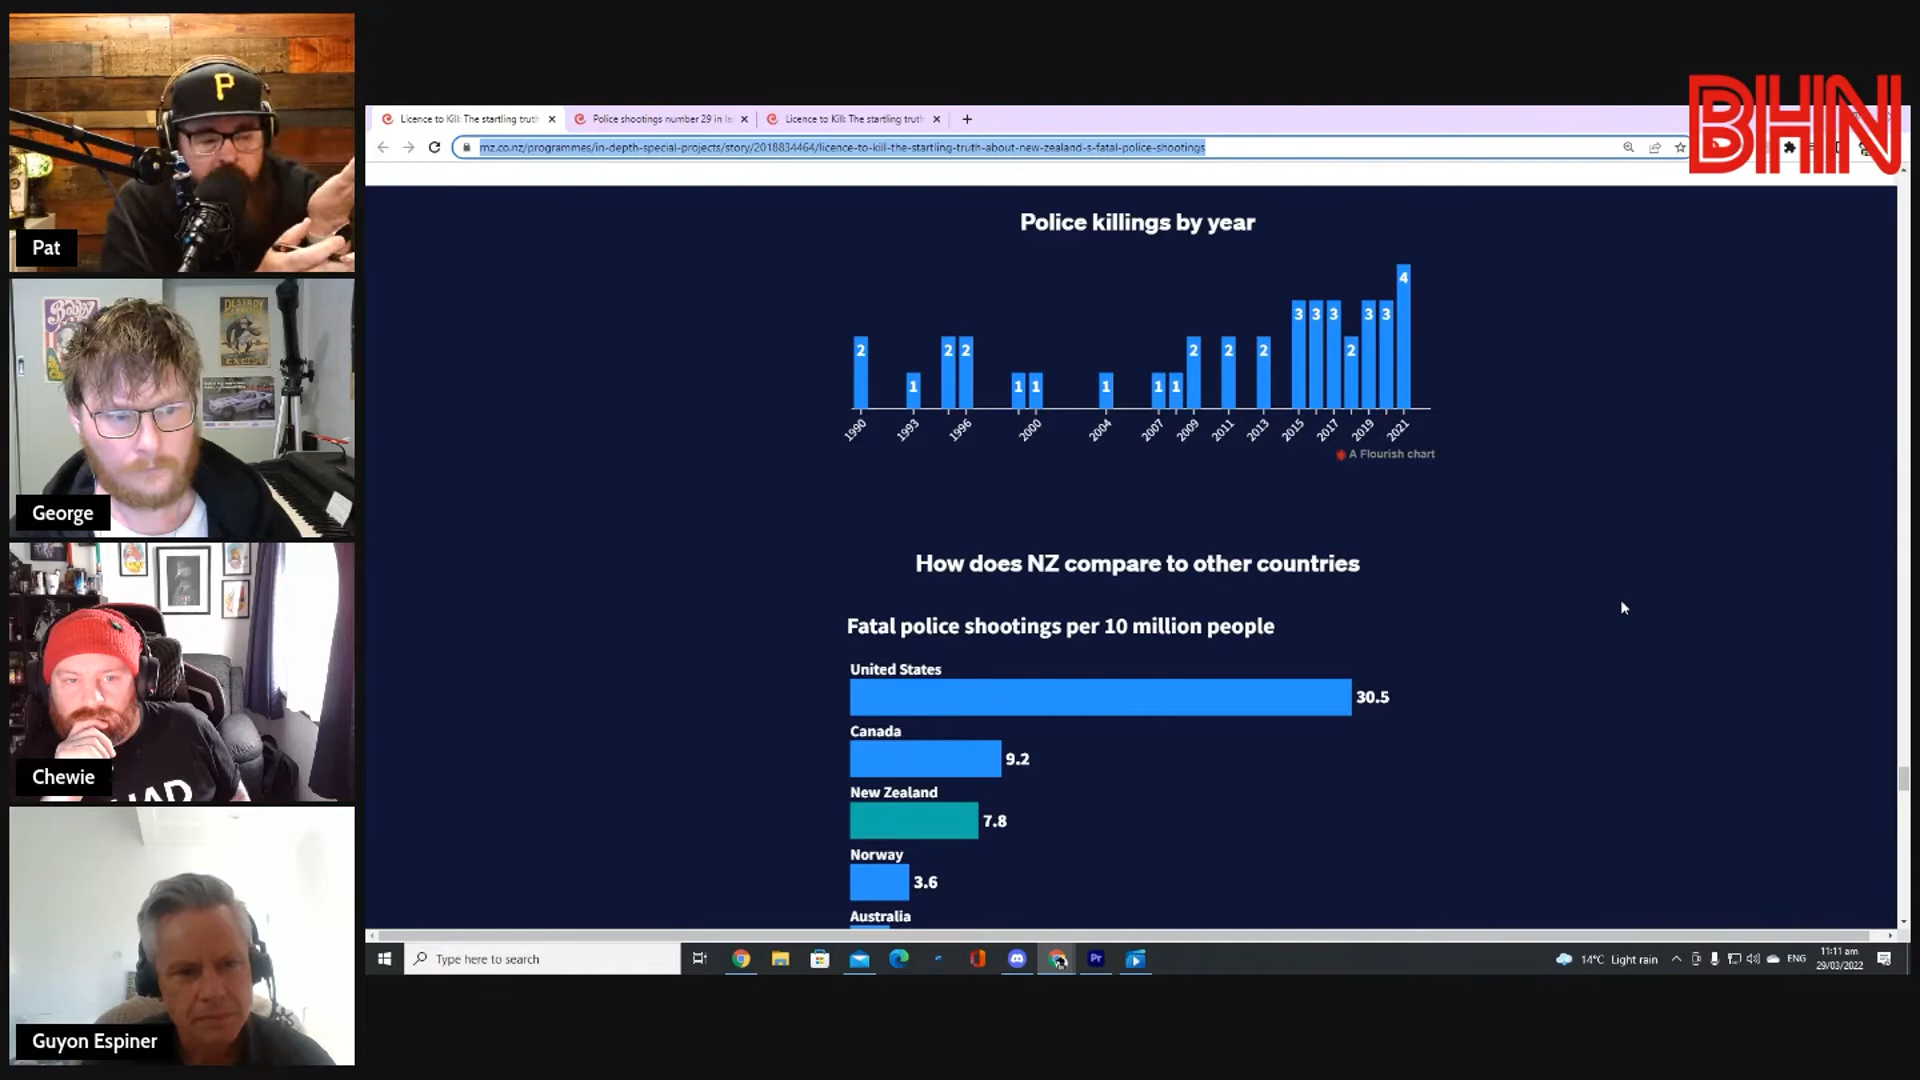 BHN
Pat
P
Bobby
DESTROY
George
Chewie
Guyon Espiner
Licence to Kill: The startling truth
Police shootings number 29 in la
Licence to Kill: The startling truth
rnz.co.nz/programmes/in-depth-special-projects/story/2018834464/licence-to-kill-the-startling-truth-about-new-zealand-s-fatal-police-shootings
Police killings by year
2 1 2 2 1 1 1 1 1 2 2 2 3 3 3 2 3 3 4
1990 1993 1996 2000 2004 2007 2009 2011 2013 2015 2017 2019 2021
A Flourish chart
How does NZ compare to other countries
Fatal police shootings per 10 million people
United States
30.5
Canada
9.2
New Zealand
7.8
Norway
3.6
Australia
Type here to search
Pr
14°C Light rain
ENG
11:11 am
29/03/2022